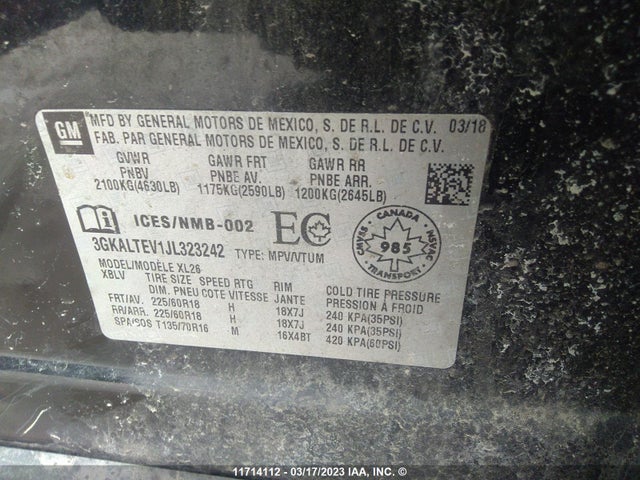 GM
MFD BY GENERAL MOTORS DE MEXICO, S. DE R.L. DE C.V. 03/18
FAB. PAR GENERAL MOTORS DE MEXICO, S. DE R.L. DE C.V.
GVWR GAWR FRT GAWR RR
PNBV PNBE AV. PNBE ARR.
2100KG(4630LB) 1175KG(2590LB) 1200KG(2645LB)
ICES/NMB-002 EC
CANADA NSVAC 985 TRANSPORT
3GKALTEV1JL323242 TYPE: MPV/VTUM
MODEL/MODÈLE XL26
XBLV TIRE SIZE SPEED RTG RIM COLD TIRE PRESSURE
DIM. PNEU COTE VITESSE JANTE PRESSION À FROID
FRT/AV. 225/60R18 H 18X7J 240 KPA(35PSI)
RR/ARR. 225/60R18 H 18X7J 240 KPA(35PSI)
SPA/SOS T135/70R16 M 16X4BT 420 KPA(60PSI)
11714112 - 03/17/2023 IAA, INC. ©